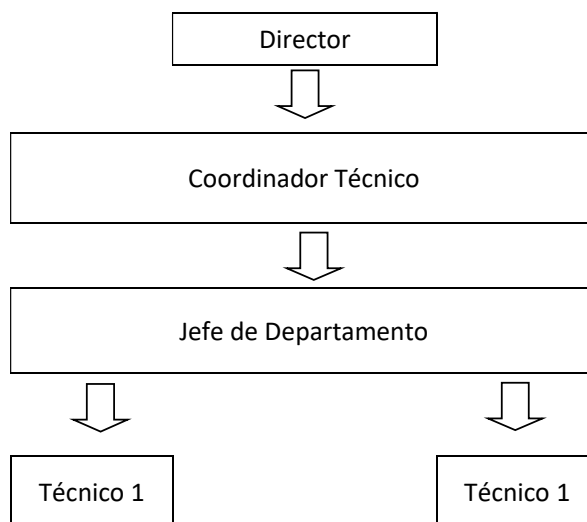 Director
Coordinador Técnico
Jefe de Departamento
Técnico 1
Técnico 1